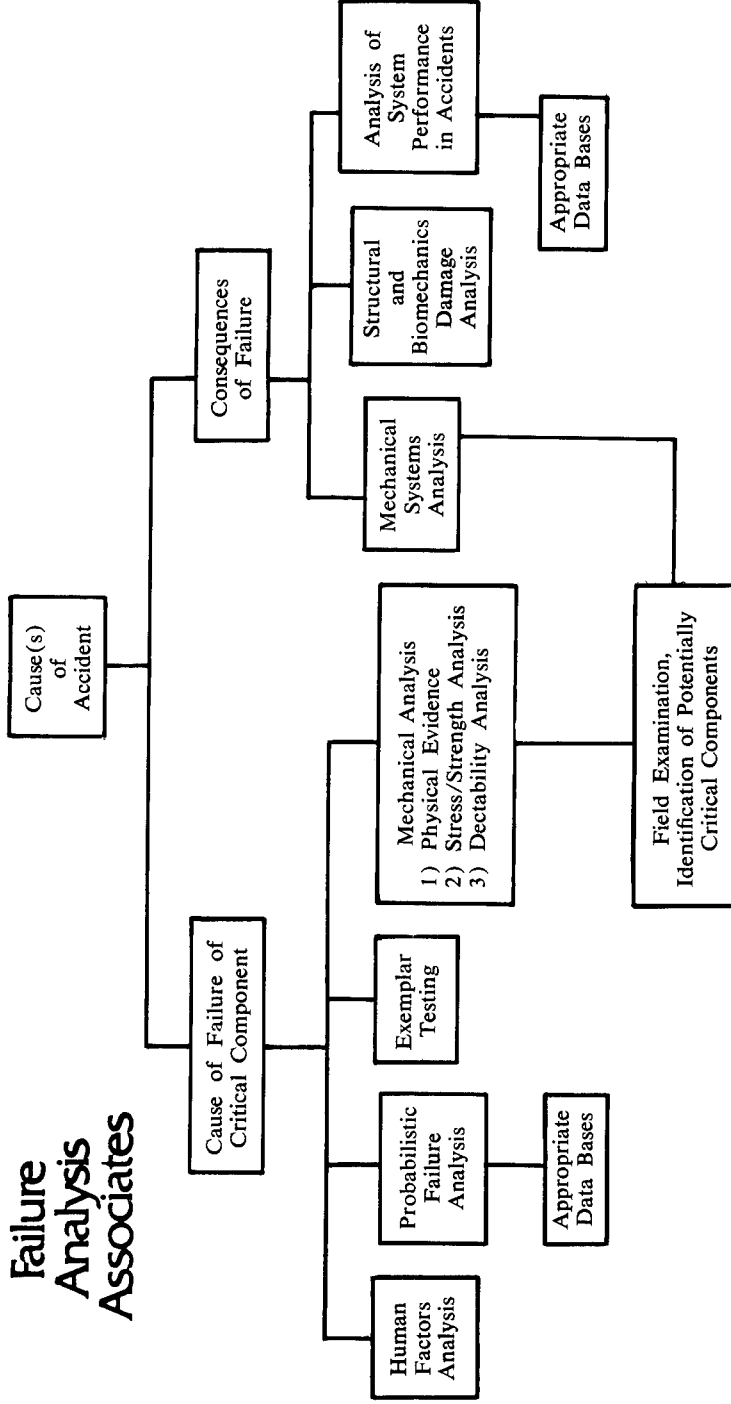 Failure
Analysis
Associates
Cause(s)
of
Accident
Cause of Failure of
Critical Component
Consequences
of Failure
Human
Factors
Analysis
Probabilistic
Failure
Analysis
Exemplar
Testing
Mechanical Analysis
1) Physical Evidence
2) Stress/Strength Analysis
3) Dectability Analysis
Mechanical
Systems
Analysis
Structural
and
Biomechanics
Damage
Analysis
Analysis of
System
Performance
in Accidents
Appropriate
Data Bases
Field Examination,
Identification of Potentially
Critical Components
Appropriate
Data Bases